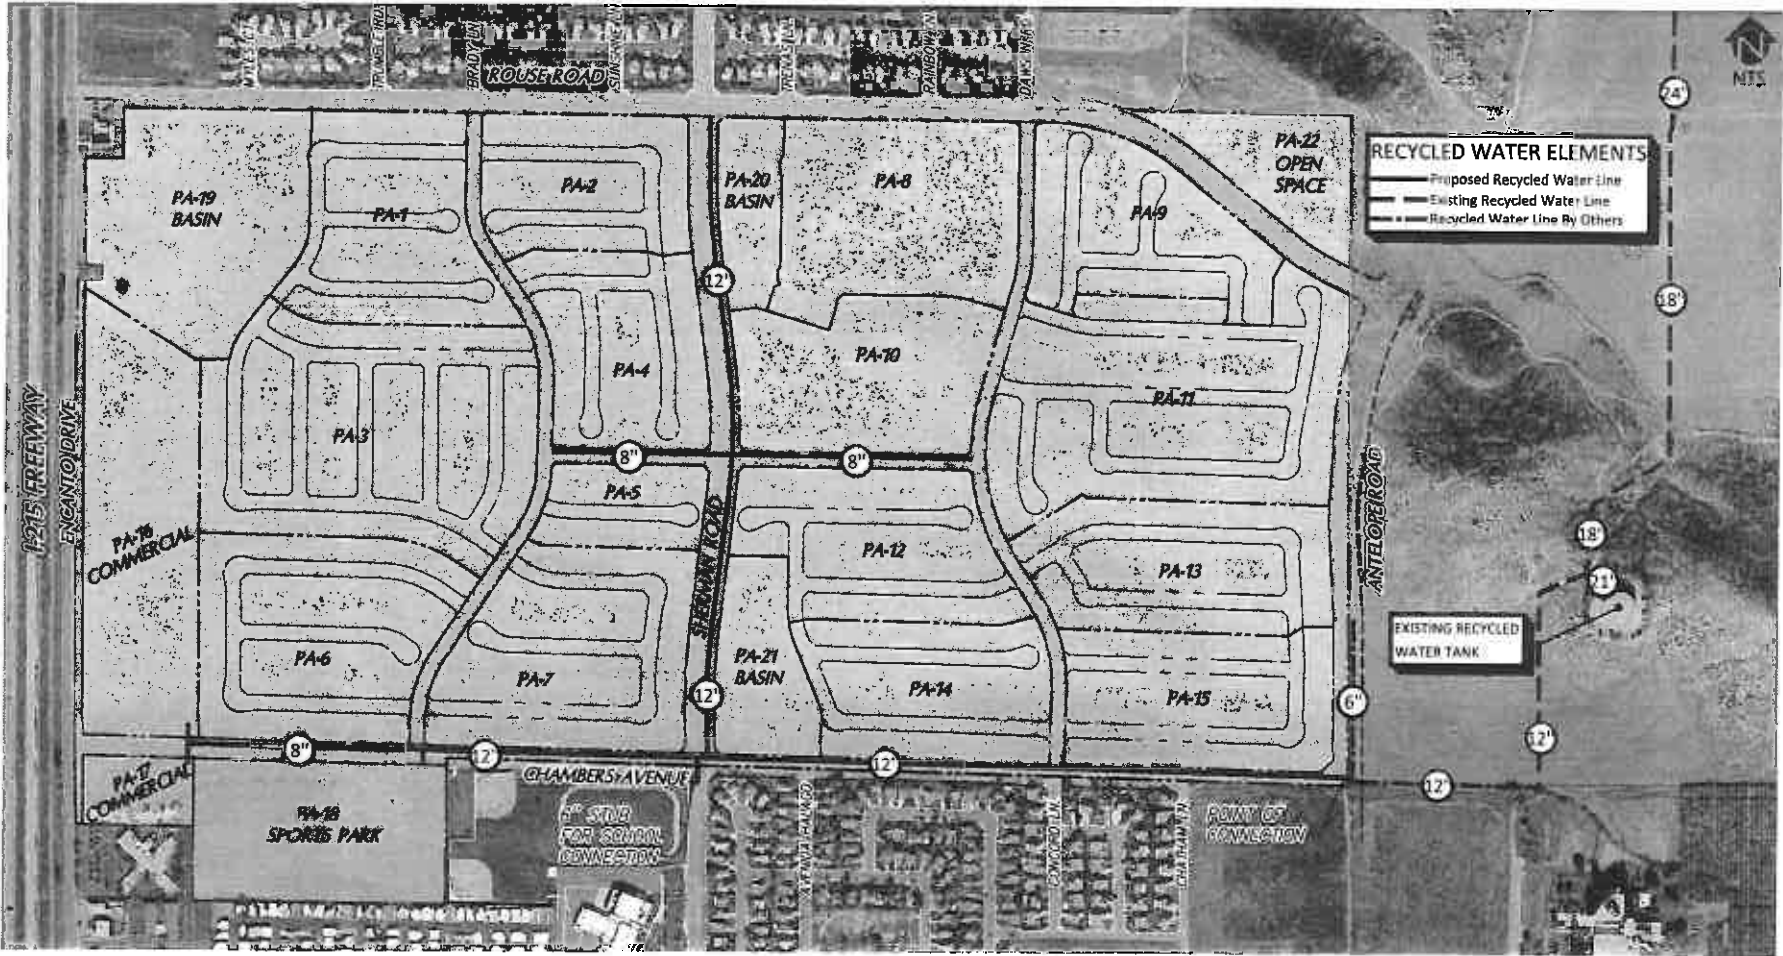 ROUSE ROAD
BRADY LN
RAINBOW LN
N
NTS
24'
PA-22
OPEN
SPACE
RECYCLED WATER ELEMENTS
Proposed Recycled Water Line
Existing Recycled Water Line
Recycled Water Line By Others
PA-19
BASIN
PA-1
PA-2
PA-20
BASIN
PA-8
PA-9
12'
18'
PA-4
PA-10
PA-11
PA-3
8"
8"
I-215 FREEWAY
ENCANTO DRIVE
PA-5
SHERMAN ROAD
ANTELOPE ROAD
PA-16
COMMERCIAL
PA-12
PA-13
18'
21'
EXISTING RECYCLED
WATER TANK
PA-6
PA-7
PA-21
BASIN
PA-14
PA-15
12'
6"
12'
8"
12'
12'
12'
PA-17
COMMERCIAL
CHAMBERS AVENUE
PA-18
SPORTS PARK
8" STUB
FOR SCHOOL
CONNECTION
POINT OF
CONNECTION